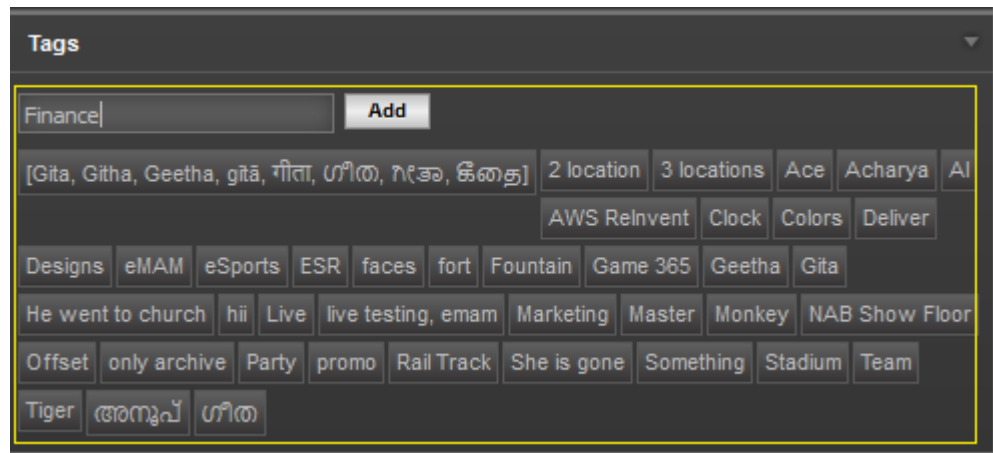 Tags
Finance Add
[Gita, Githa, Geetha, gītā, गीता, ഗീത, ಗೀತಾ, கீதை] 2 location 3 locations Ace Acharya AI
AWS ReInvent Clock Colors Deliver
Designs eMAM eSports ESR faces fort Fountain Game 365 Geetha Gita
He went to church hii Live live testing, emam Marketing Master Monkey NAB Show Floor
Offset only archive Party promo Rail Track She is gone Something Stadium Team
Tiger അനൂപ് ഗീത